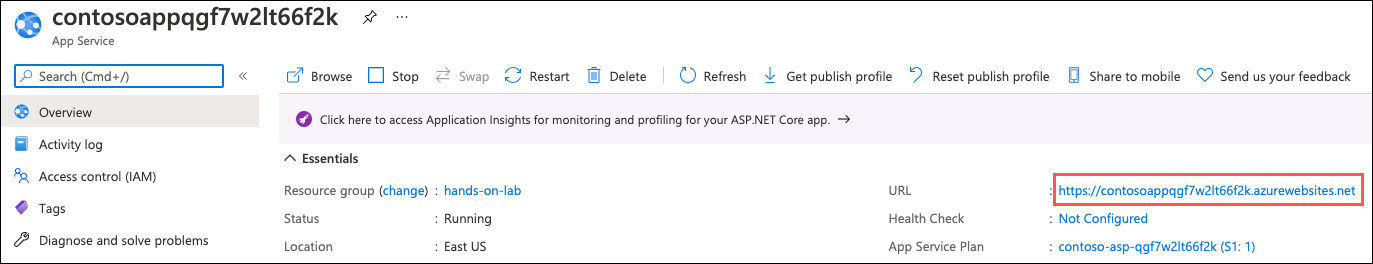 contosoappqgf7w2lt66f2k
App Service
Search (Cmd+/)
Browse Stop Swap Restart Delete Refresh Get publish profile Reset publish profile Share to mobile Send us your feedback
Overview
Activity log
Access control (IAM)
Tags
Diagnose and solve problems
Click here to access Application Insights for monitoring and profiling for your ASP.NET Core app.
Essentials
Resource group (change) : hands-on-lab
Status : Running
Location : East US
URL : https://contosoappqgf7w2lt66f2k.azurewebsites.net
Health Check : Not Configured
App Service Plan : contoso-asp-qgf7w2lt66f2k (S1: 1)